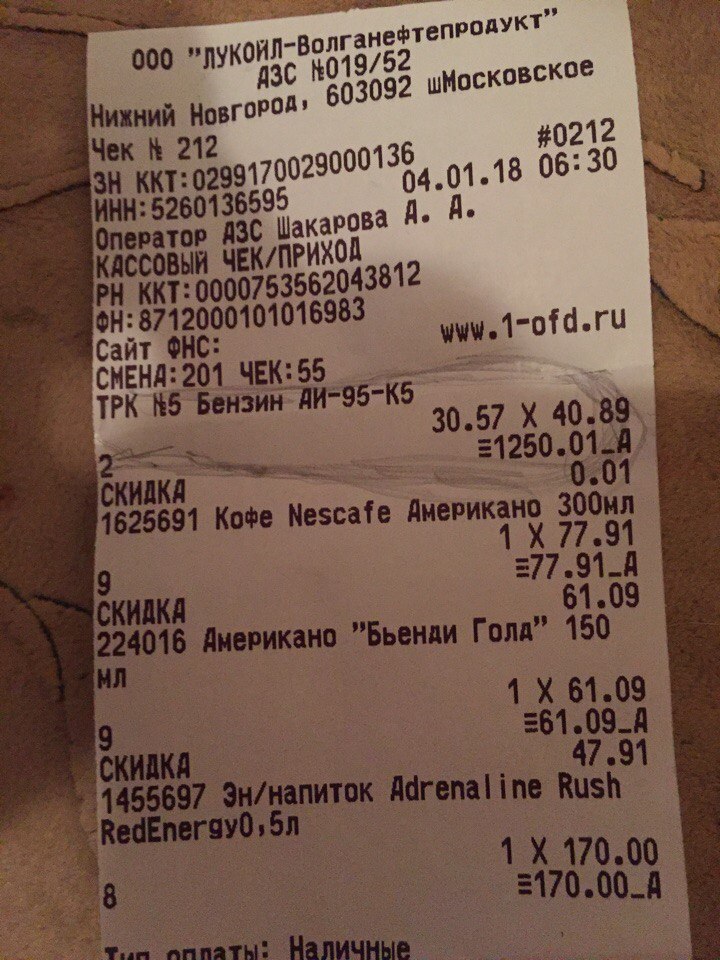 ООО "ЛУКОЙЛ-Волганефтепродукт"
АЗС №019/52
Нижний Новгород, 603092 шМосковское
Чек № 212 #0212
ЗН ККТ:0299170029000136 04.01.18 06:30
ИНН:5260136595
Оператор АЗС Шакарова А. А.
КАССОВЫЙ ЧЕК/ПРИХОД
РН ККТ:0000753562043812
ФН:8712000101016983
Сайт ФНС: www.1-ofd.ru
СМЕНА:201 ЧЕК:55
ТРК №5 Бензин АИ-95-К5
30.57 X 40.89
≡1250.01_А
2 0.01
СКИДКА
1625691 Кофе Nescafe Американо 300мл
1 X 77.91
≡77.91_А
9 61.09
СКИДКА
224016 Американо "Бьенди Голд" 150
мл
1 X 61.09
≡61.09_А
9 47.91
СКИДКА
1455697 Эн/напиток Adrenaline Rush
RedEnergy0,5л
1 X 170.00
≡170.00_А
8
Тип оплаты: Наличные